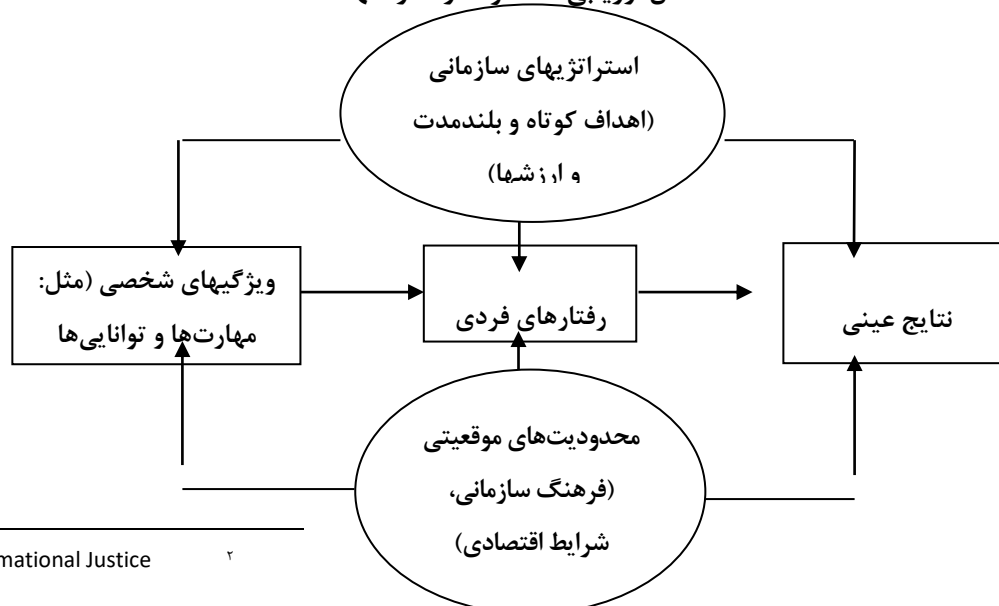 استراتژیهای سازمانی
(اهداف کوتاه و بلندمدت
و ارزشها)
ویژگیهای شخصی (مثل:
مهارت‌ها و توانایی‌ها
رفتارهای فردی
نتایج عینی
محدودیت‌های موقعیتی
(فرهنگ سازمانی،
شرایط اقتصادی)
mational Justice ۲